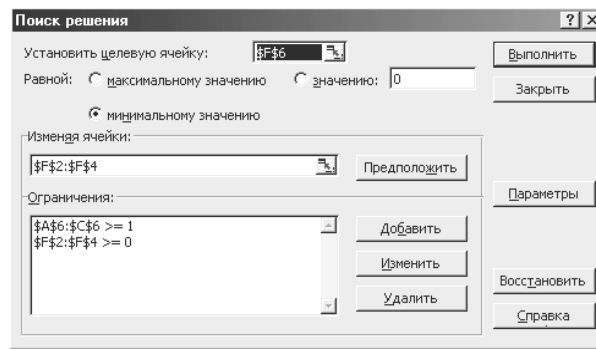 Поиск решения
Установить целевую ячейку: $F$6
Выполнить
Равной: максимальному значению значению: 0
Закрыть
минимальному значению
Изменяя ячейки:
$F$2:$F$4
Предположить
Ограничения:
Параметры
$A$6:$C$6 >= 1
$F$2:$F$4 >= 0
Добавить
Изменить
Удалить
Восстановить
Справка